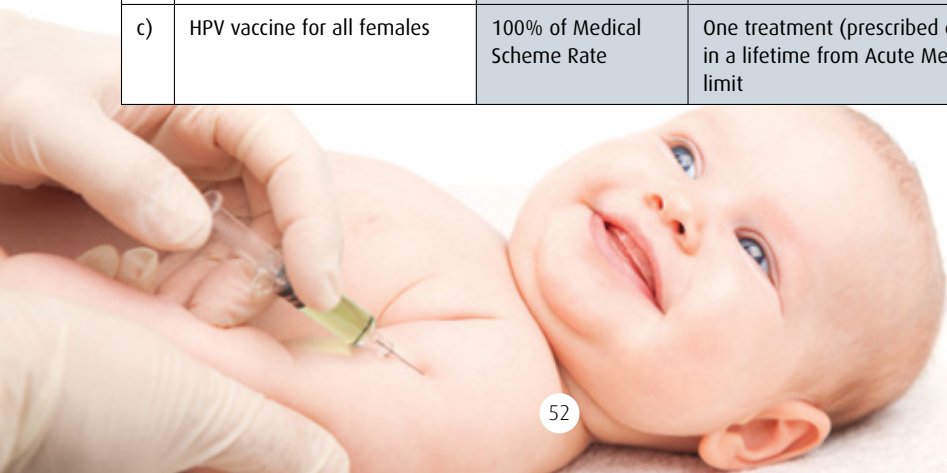 c) HPV vaccine for all females 100% of Medical One treatment (prescribed
Scheme Rate in a lifetime from Acute
limit
52